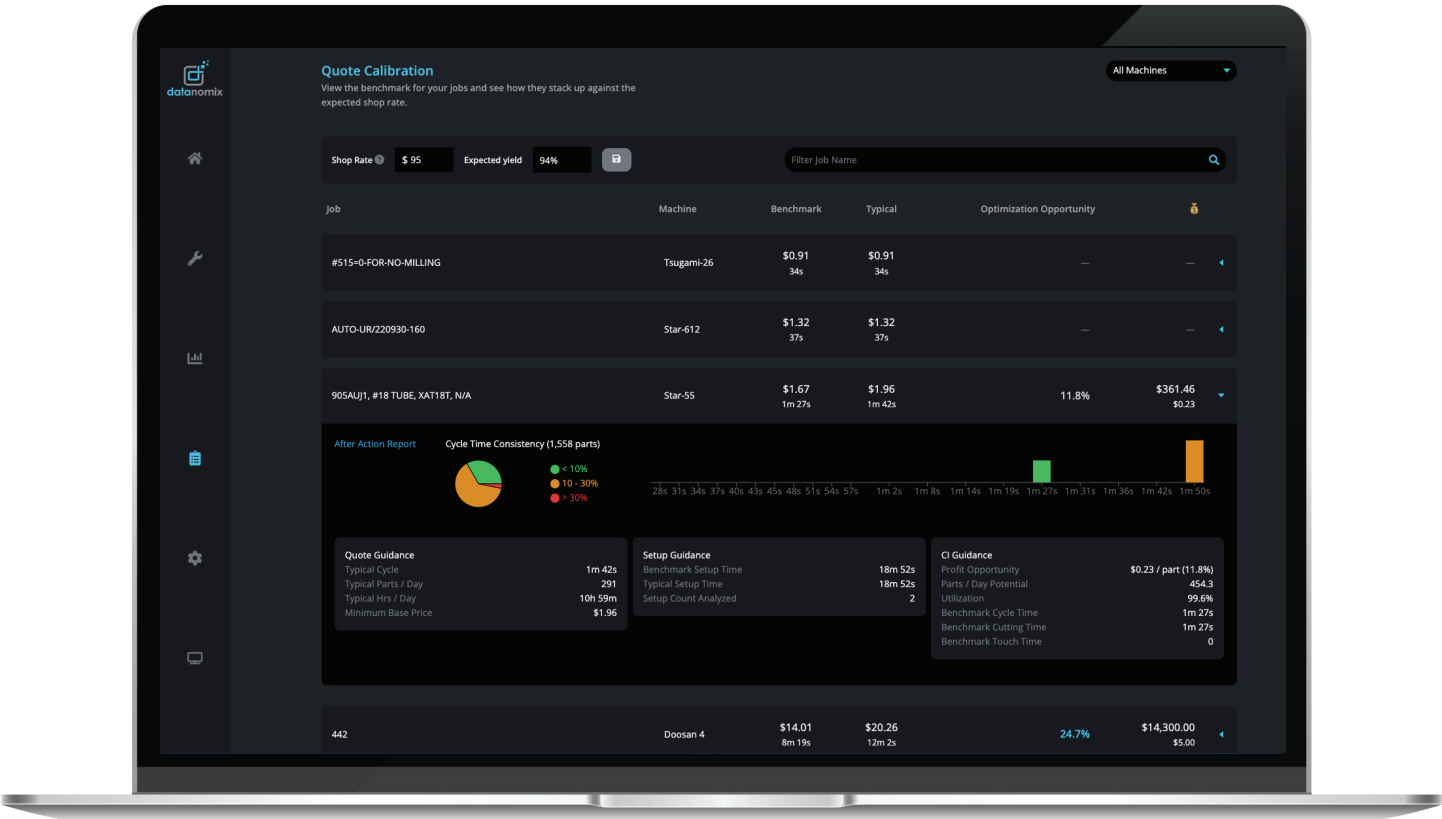 datanomix
Quote Calibration
View the benchmark for your jobs and see how they stack up against the
expected shop rate.
All Machines
Shop Rate ? $ 95 Expected yield 94%
Filter Job Name
Job Machine Benchmark Typical Optimization Opportunity
#515=0-FOR-NO-MILLING Tsugami-26 $0.91 $0.91 — —
34s 34s
AUTO-UR/220930-160 Star-612 $1.32 $1.32 — —
37s 37s
905AUJ1, #18 TUBE, XAT18T, N/A Star-55 $1.67 $1.96 11.8% $361.46
1m 27s 1m 42s $0.23
After Action Report Cycle Time Consistency (1,558 parts)
< 10%
10 - 30%
> 30%
28s 31s 34s 37s 40s 43s 45s 48s 51s 54s 57s 1m 2s 1m 8s 1m 14s 1m 19s 1m 27s 1m 31s 1m 36s 1m 42s 1m 50s
Quote Guidance
Typical Cycle 1m 42s
Typical Parts / Day 291
Typical Hrs / Day 10h 59m
Minimum Base Price $1.96
Setup Guidance
Benchmark Setup Time 18m 52s
Typical Setup Time 18m 52s
Setup Count Analyzed 2
CI Guidance
Profit Opportunity $0.23 / part (11.8%)
Parts / Day Potential 454.3
Utilization 99.6%
Benchmark Cycle Time 1m 27s
Benchmark Cutting Time 1m 27s
Benchmark Touch Time 0
442 Doosan 4 $14.01 $20.26 24.7% $14,300.00
8m 19s 12m 2s $5.00